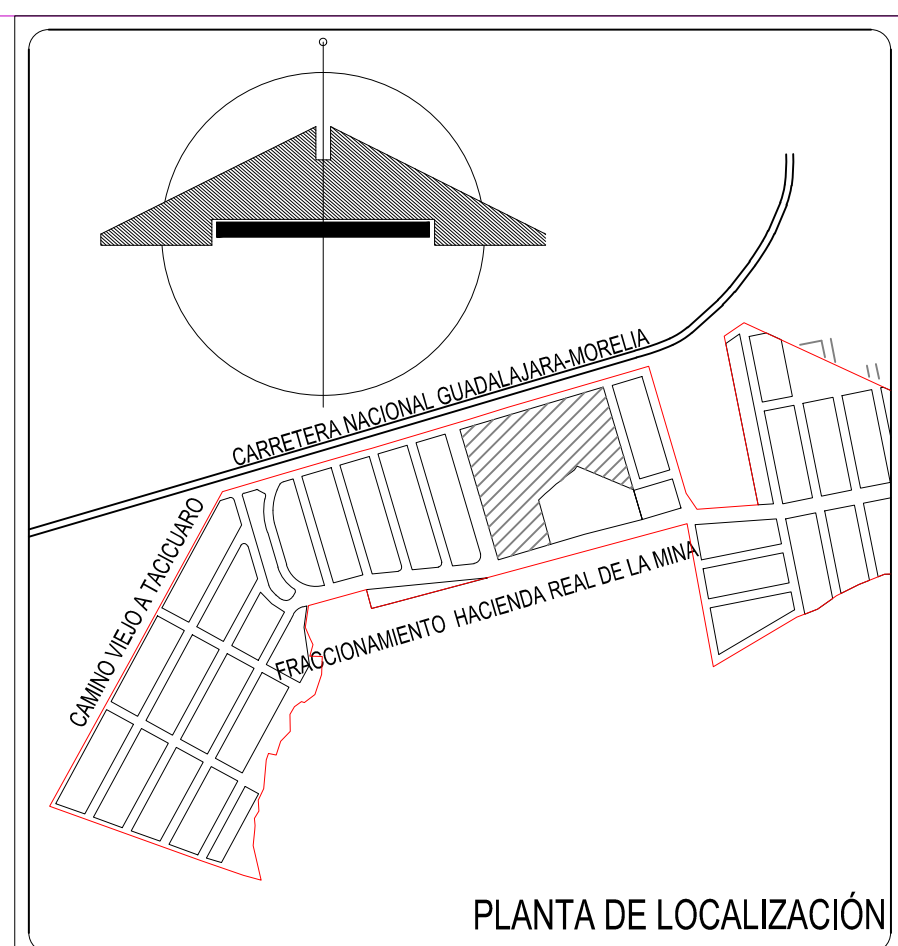 CARRETERA NACIONAL GUADALAJARA-MORELIA
CAMINO VIEJO A TACICUARO
FRACCIONAMIENTO HACIENDA REAL DE LA MINA
PLANTA DE LOCALIZACIÓN